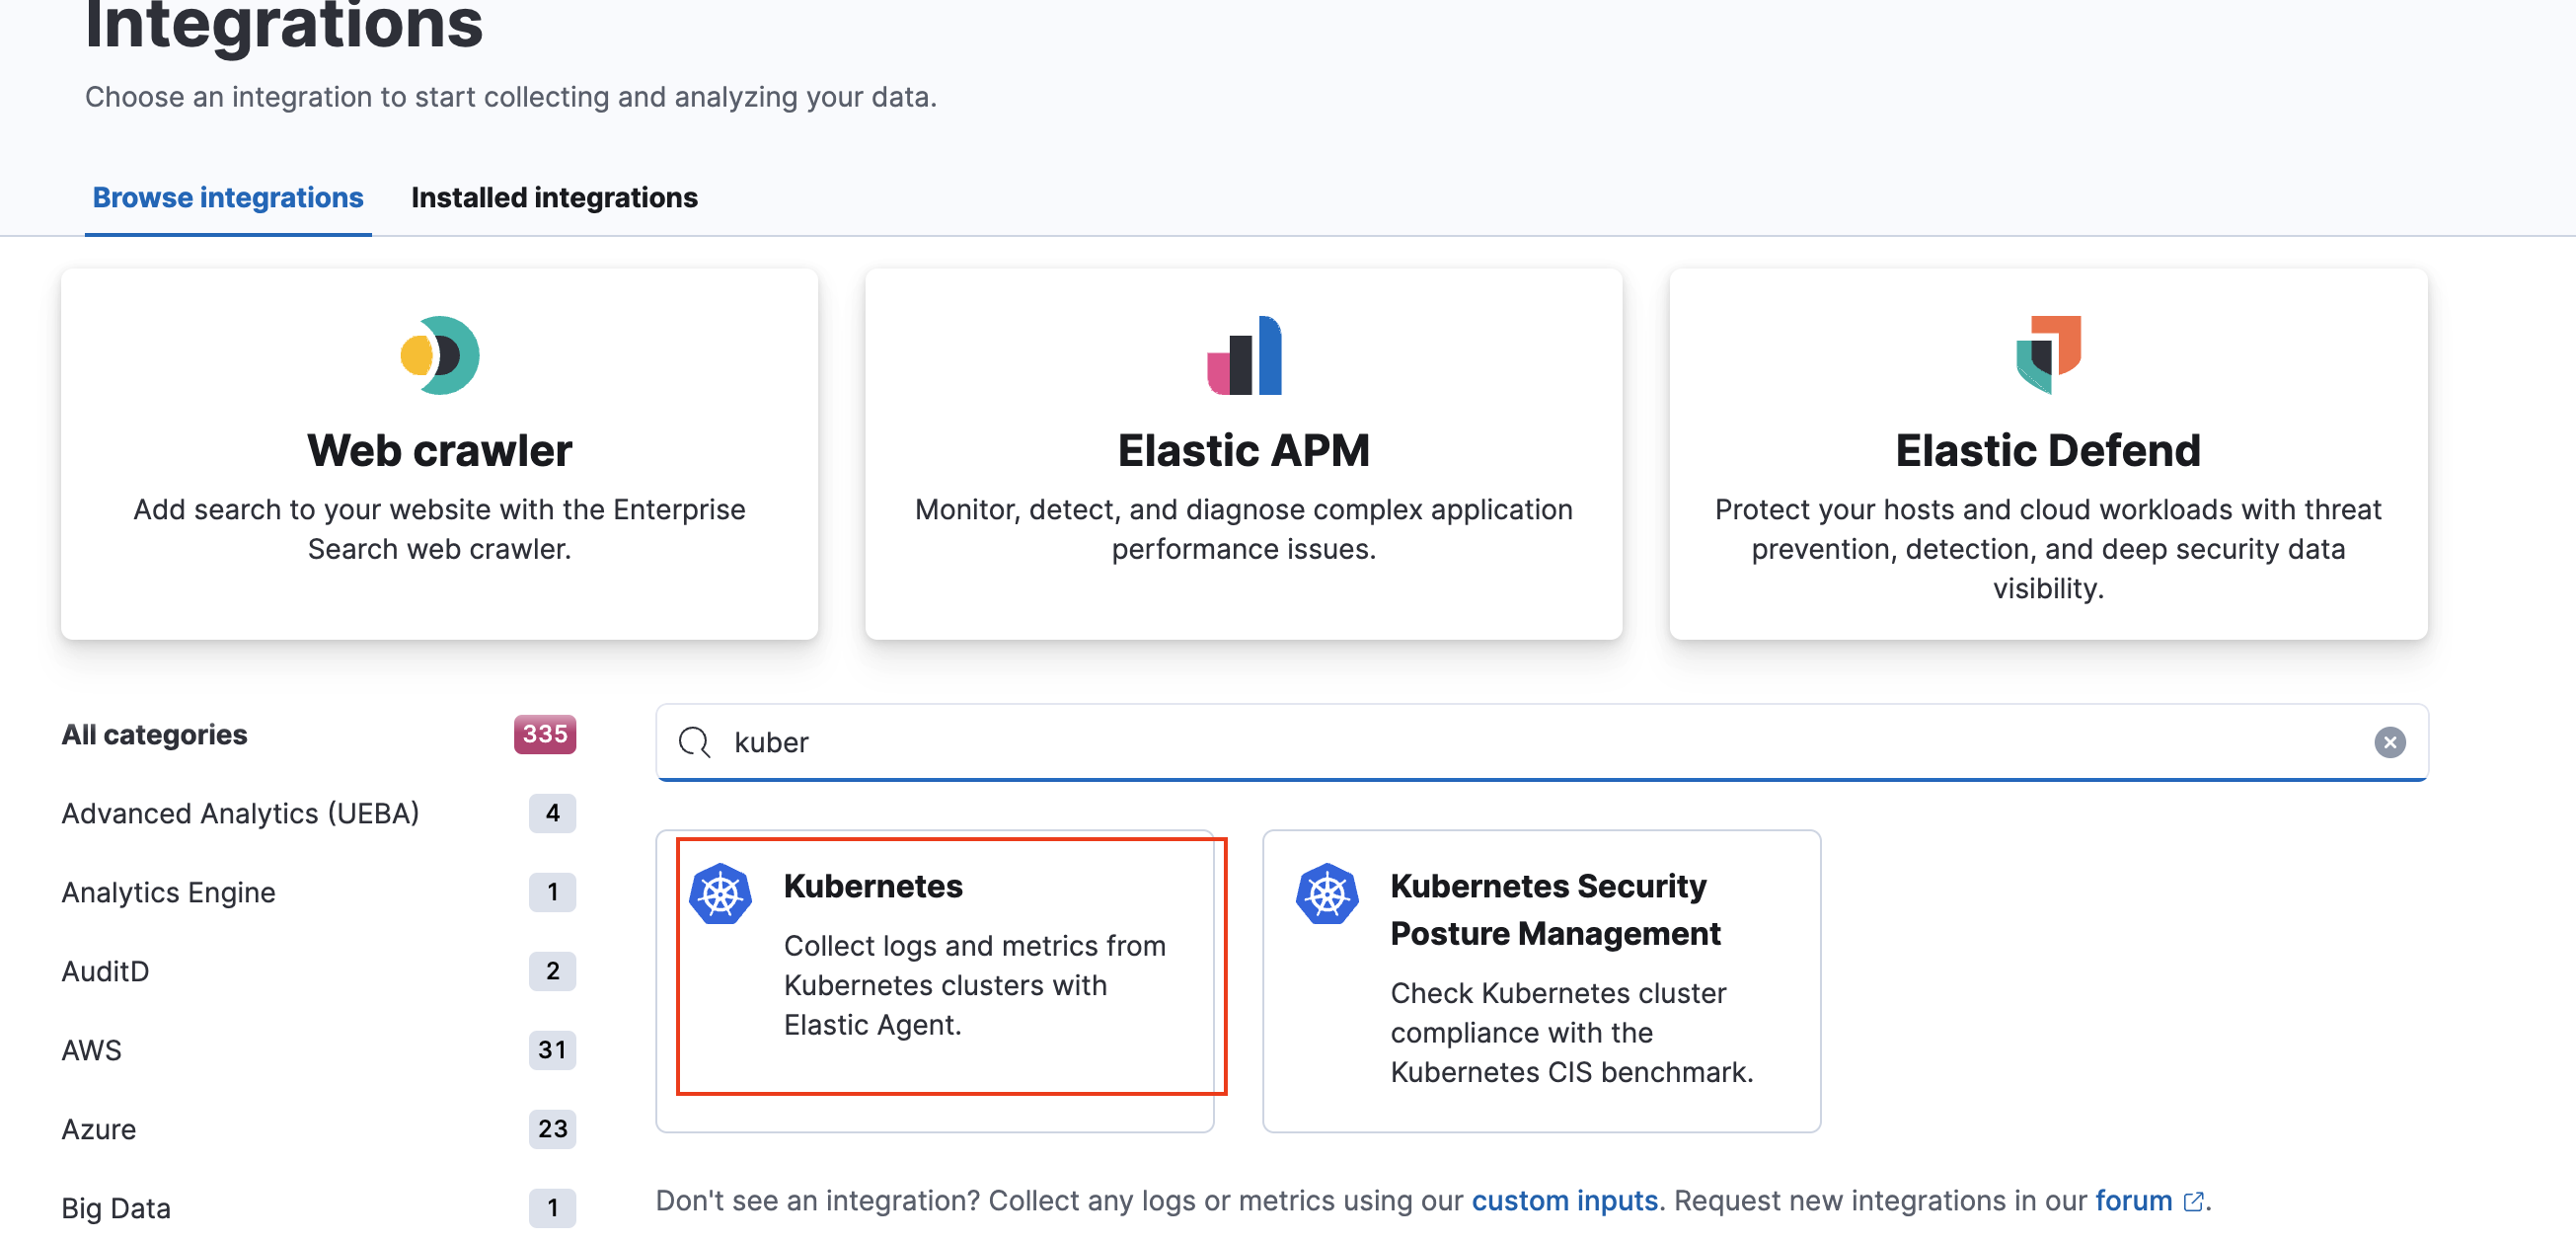 Integrations
Choose an integration to start collecting and analyzing your data.
Browse integrations
Installed integrations
Web crawler
Add search to your website with the Enterprise
Search web crawler.
Elastic APM
Monitor, detect, and diagnose complex application
performance issues.
Elastic Defend
Protect your hosts and cloud workloads with threat
prevention, detection, and deep security data
visibility.
All categories 335
Advanced Analytics (UEBA) 4
Analytics Engine 1
AuditD 2
AWS 31
Azure 23
Big Data 1
kuber
Kubernetes
Collect logs and metrics from
Kubernetes clusters with
Elastic Agent.
Kubernetes Security
Posture Management
Check Kubernetes cluster
compliance with the
Kubernetes CIS benchmark.
Don't see an integration? Collect any logs or metrics using our custom inputs. Request new integrations in our forum.